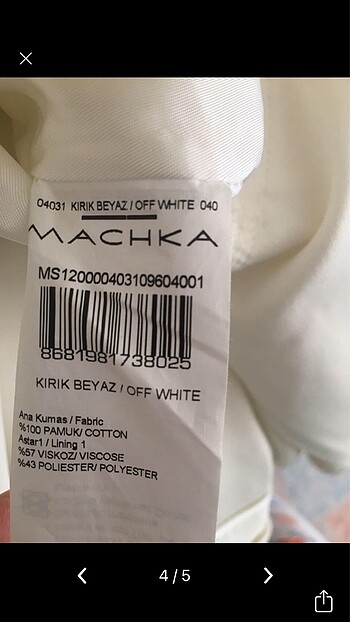 04031 KIRIK BEYAZ / OFF WHITE 040
MACHKA
MS120000403109604001
8681981738025
KIRIK BEYAZ / OFF WHITE
Ana Kumas / Fabric
%100 PAMUK/ COTTON
Astar1 / Lining 1
%57 VISKOZ/ VISCOSE
%43 POLIESTER/ POLYESTER
4 / 5